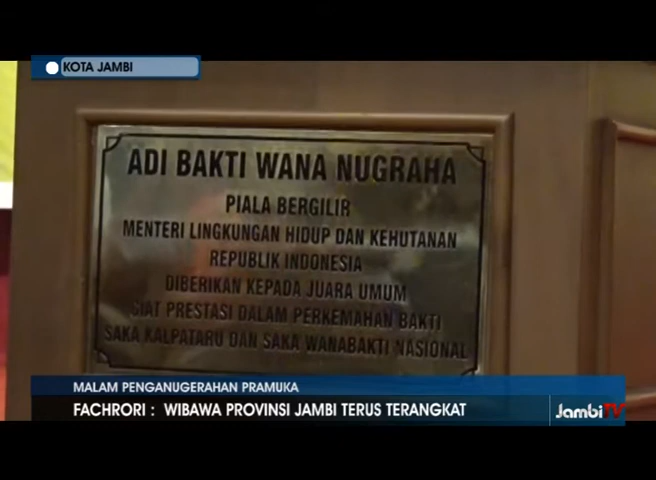 KOTA JAMBI
ADI BAKTI WANA NUGRAHA
PIALA BERGILIR
MENTERI LINGKUNGAN HIDUP DAN KEHUTANAN
REPUBLIK INDONESIA
DIBERIKAN KEPADA JUARA UMUM
GIAT PRESTASI DALAM PERKEMAHAN BAKTI
SAKA KALPATARU DAN SAKA WANABAKTI NASIONAL
MALAM PENGANUGERAHAN PRAMUKA
FACHRORI : WIBAWA PROVINSI JAMBI TERUS TERANGKAT
JambiTV